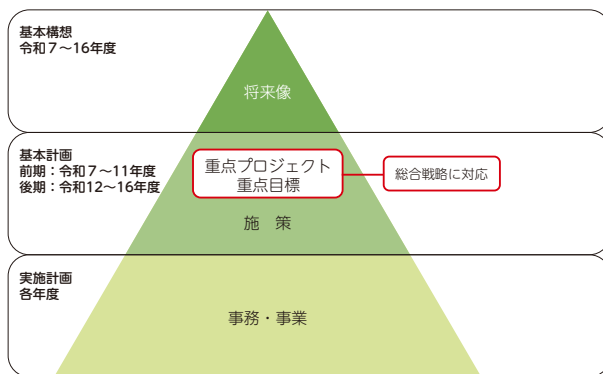 基本構想
令和７～16年度
将来像
基本計画
前期：令和７～11年度
後期：令和12～16年度
重点プロジェクト
重点目標
総合戦略に対応
施　策
実施計画
各年度
事務・事業